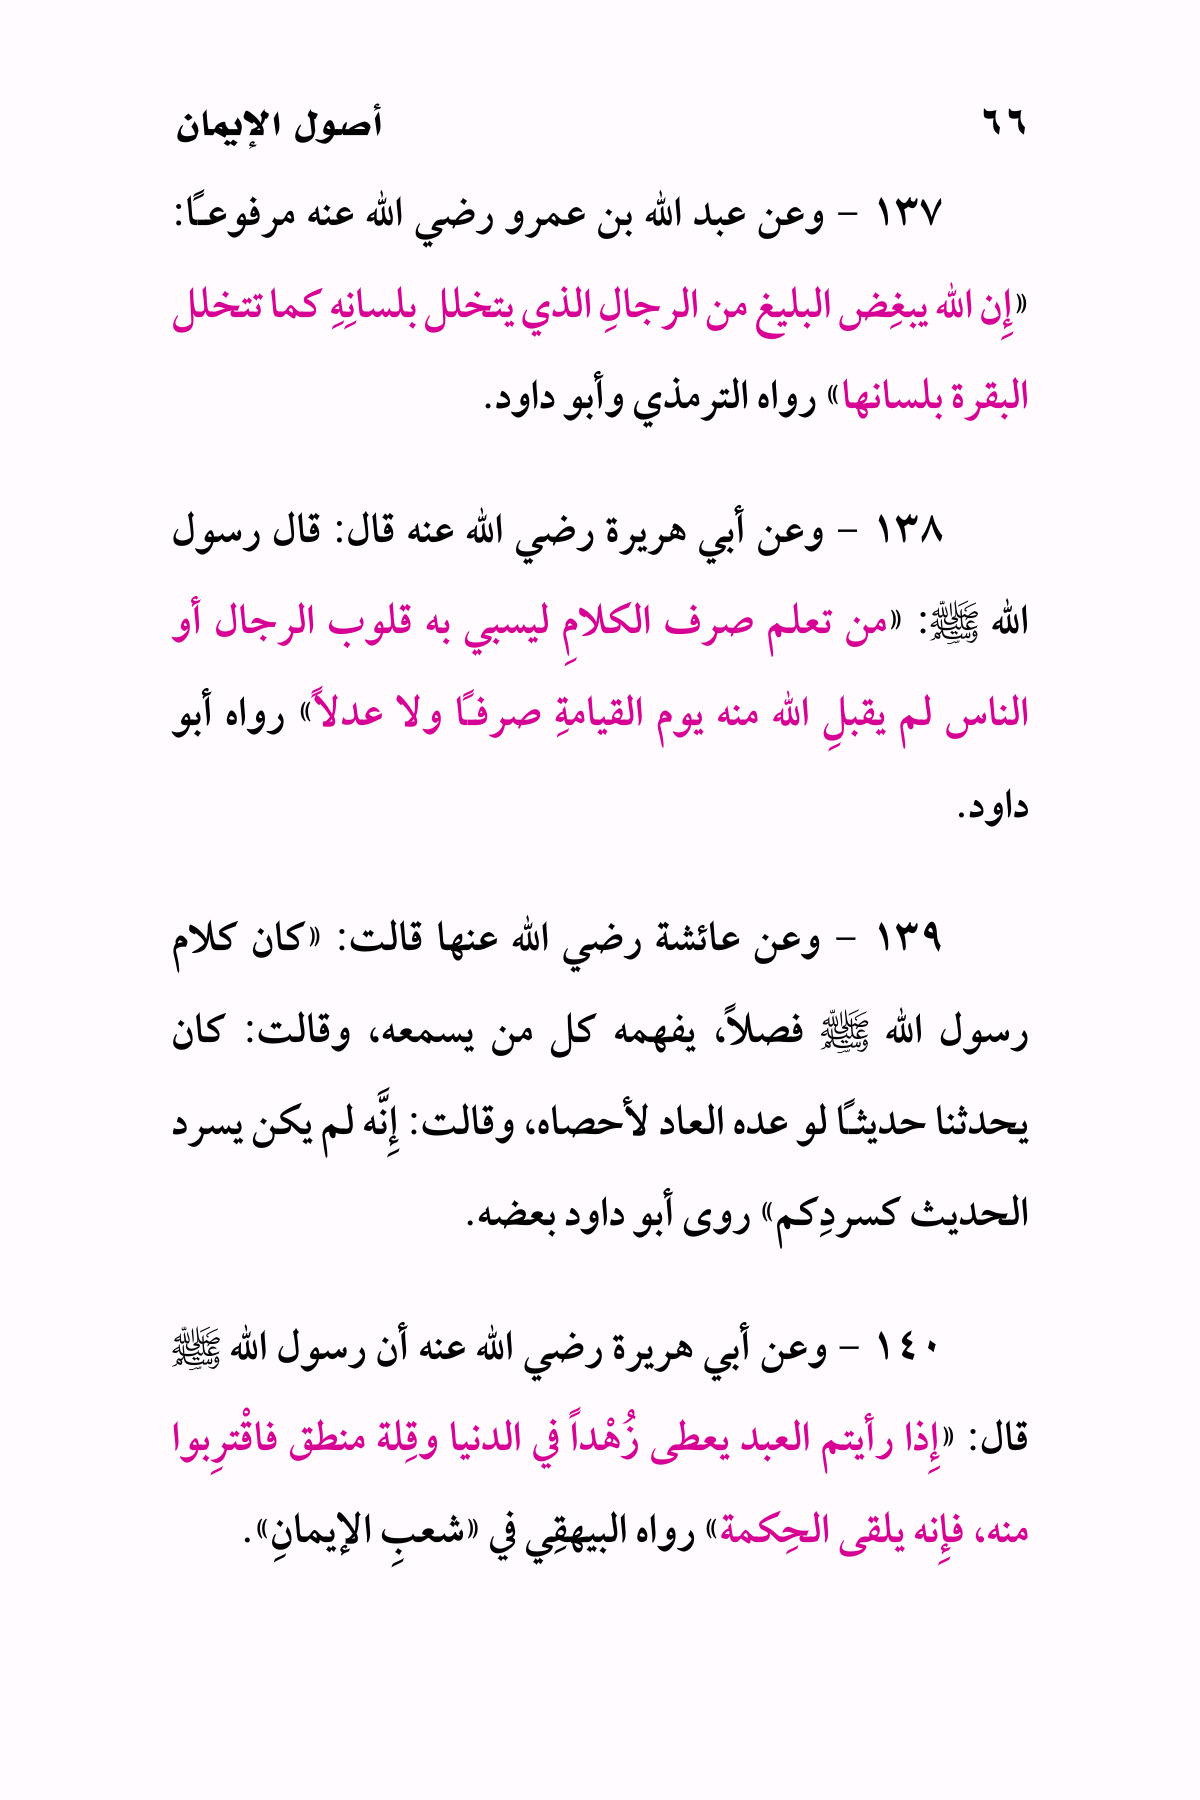 ٦٦ أصول الإيمان
١٣٧ – وعن عبد الله بن عمرو رضي الله عنه مرفوعـًا:
«إِن الله يبغِض البليغ من الرجالِ الذي يتخلل بلسانِهِ كما تتخلل
البقرة بلسانها» رواه الترمذي وأبو داود.
١٣٨ – وعن أبي هريرة رضي الله عنه قال: قال رسول
الله ﷺ: «من تعلم صرف الكلامِ ليسبي به قلوب الرجال أو
الناس لم يقبلِ الله منه يوم القيامةِ صرفـًا ولا عدلاً» رواه أبو
داود.
١٣٩ – وعن عائشة رضي الله عنها قالت: «كان كلام
رسول الله ﷺ فصلاً، يفهمه كل من يسمعه، وقالت: كان
يحدثنا حديثـًا لو عده العاد لأحصاه، وقالت: إِنَّه لم يكن يسرد
الحديث كسردِكم» روى أبو داود بعضه.
١٤٠ – وعن أبي هريرة رضي الله عنه أن رسول الله ﷺ
قال: «إِذا رأيتم العبد يعطى زُهْداً في الدنيا وقِلة منطق فاقْترِبوا
منه، فإِنه يلقى الحِكمة» رواه البيهقِي في «شعبِ الإيمانِ».